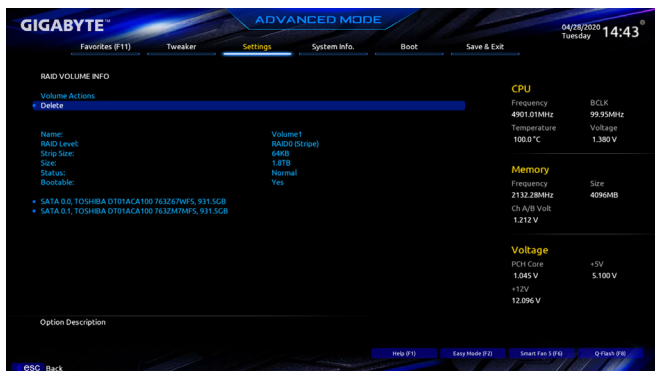 GIGABYTE™
ADVANCED MODE
04/28/2020
Tuesday
14:43
Favorites (F11) Tweaker Settings System Info. Boot Save & Exit
RAID VOLUME INFO
Volume Actions
Delete
Name: Volume1
RAID Level: RAID0 (Stripe)
Strip Size: 64KB
Size: 1.8TB
Status: Normal
Bootable: Yes
SATA 0.0, TOSHIBA DT01ACA100 763Z67WFS, 931.5GB
SATA 0.1, TOSHIBA DT01ACA100 763ZM7MFS, 931.5GB
CPU
Frequency BCLK
4901.01MHz 99.95MHz
Temperature Voltage
100.0 °C 1.380 V
Memory
Frequency Size
2132.28MHz 4096MB
Ch A/B Volt
1.212 V
Voltage
PCH Core +5V
1.045 V 5.100 V
+12V
12.096 V
Option Description
Help (F1) Easy Mode (F2) Smart Fan 5 (F6) Q-Flash (F8)
esc Back